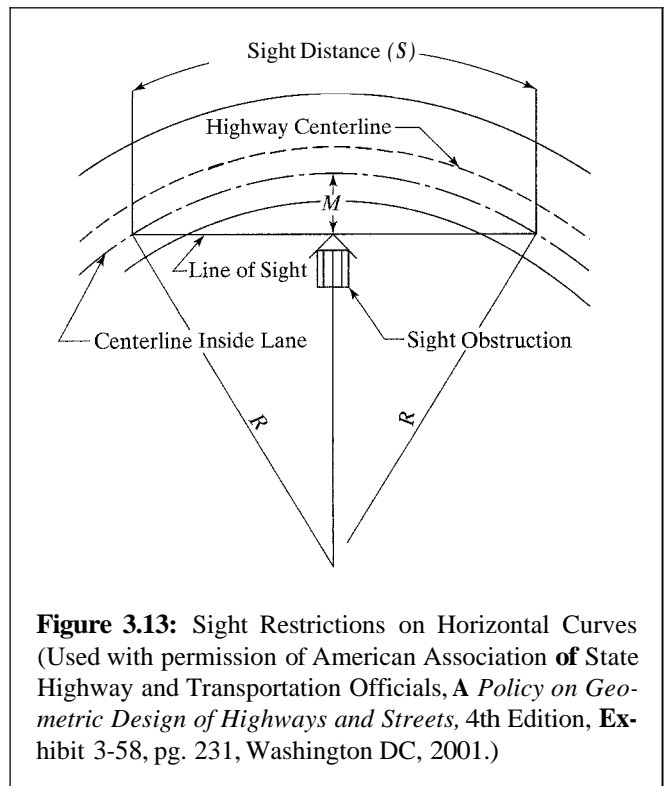 Sight Distance (S)
Highway Centerline
M
Line of Sight
Centerline Inside Lane
Sight Obstruction
R
R
Figure 3.13: Sight Restrictions on Horizontal Curves
(Used with permission of American Association of State
Highway and Transportation Officials, A Policy on Geo-
metric Design of Highways and Streets, 4th Edition, Ex-
hibit 3-58, pg. 231, Washington DC, 2001.)